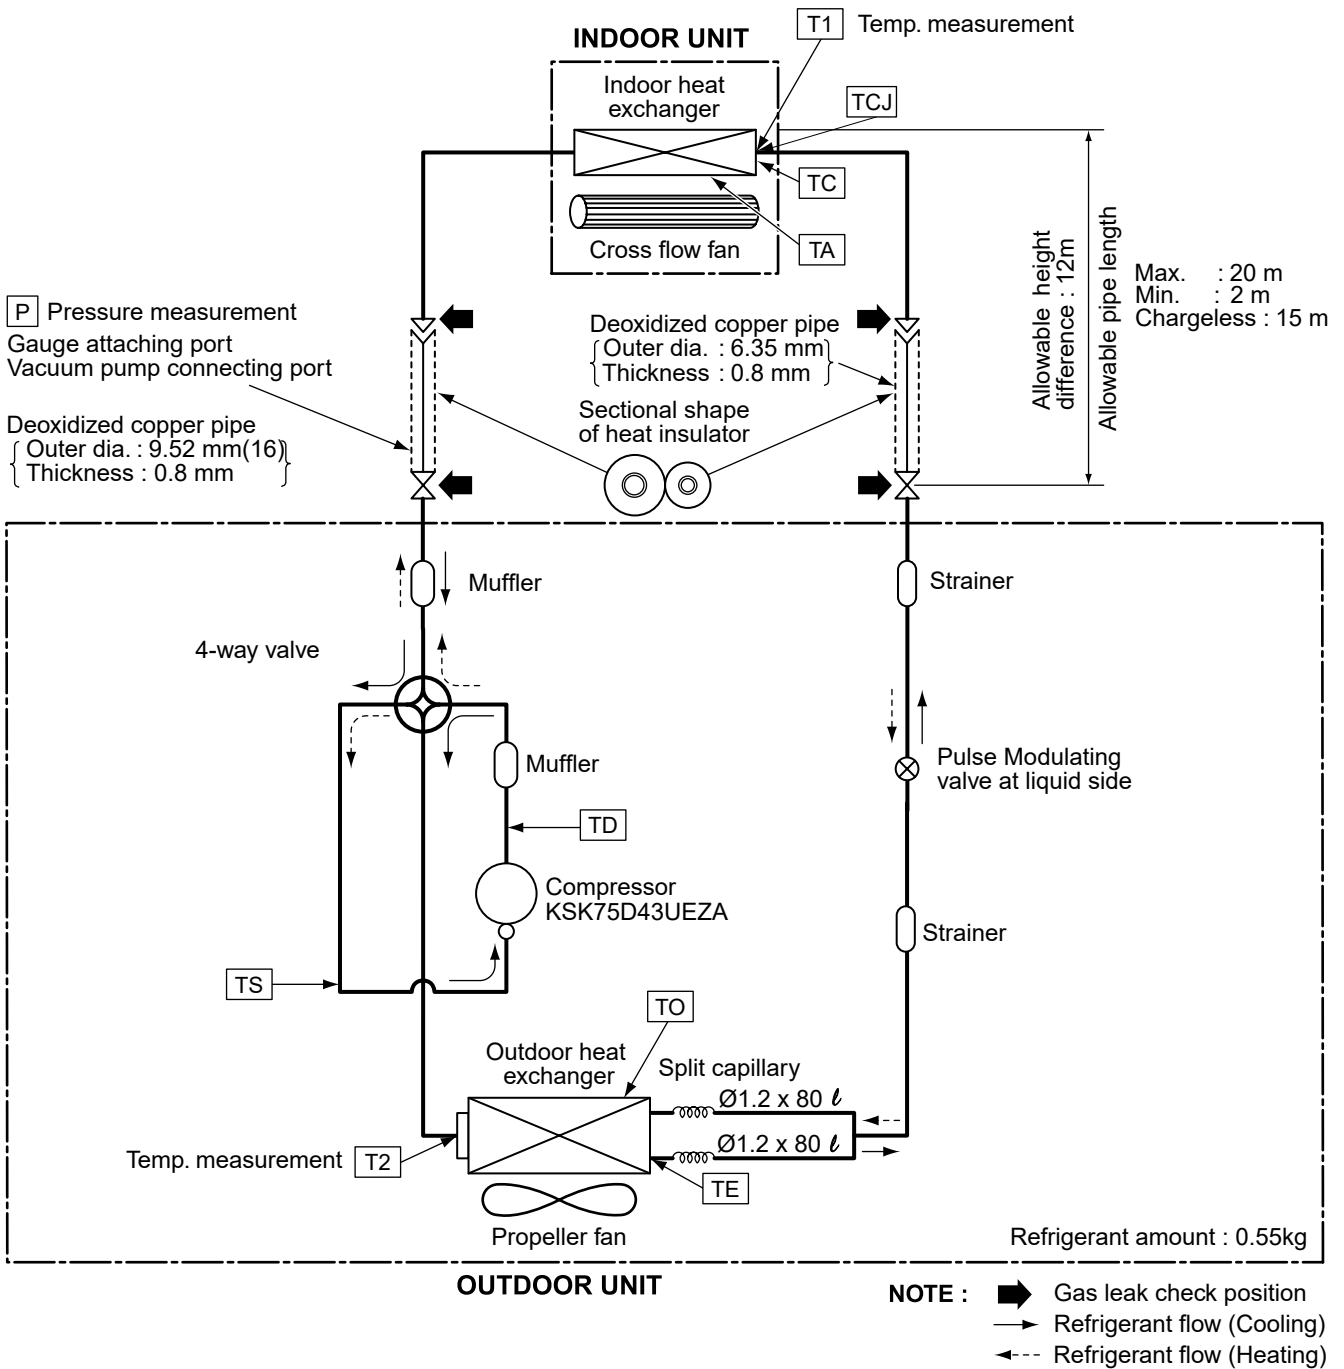 T1 Temp. measurement
INDOOR UNIT
Indoor heat
exchanger
TCJ
TC
TA
Cross flow fan
Allowable height
difference : 12m
Allowable pipe length
Max. : 20 m
Min. : 2 m
Chargeless : 15 m
P Pressure measurement
Gauge attaching port
Vacuum pump connecting port
Deoxidized copper pipe
Outer dia. : 9.52 mm(16)
Thickness : 0.8 mm
Deoxidized copper pipe
Outer dia. : 6.35 mm
Thickness : 0.8 mm
Sectional shape
of heat insulator
Muffler
Strainer
4-way valve
Muffler
Pulse Modulating
valve at liquid side
TD
Compressor
KSK75D43UEZA
Strainer
TS
TO
Outdoor heat
exchanger
Split capillary
Ø1.2 x 80 ℓ
Ø1.2 x 80 ℓ
Temp. measurement T2
TE
Propeller fan
Refrigerant amount : 0.55kg
OUTDOOR UNIT
NOTE : Gas leak check position
Refrigerant flow (Cooling)
Refrigerant flow (Heating)